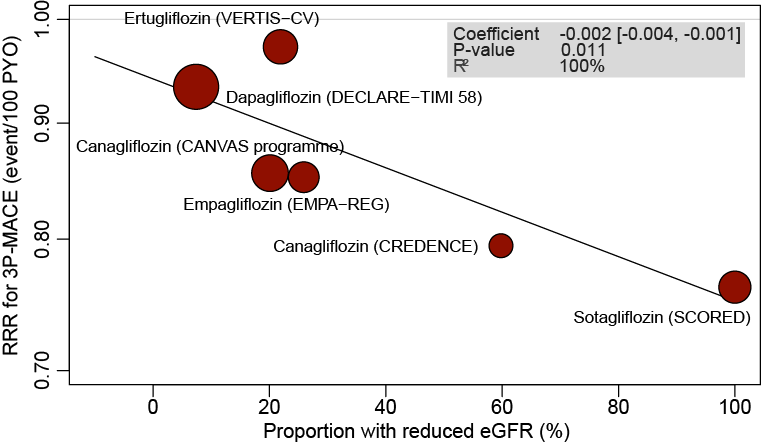 Ertugliflozin (VERTIS−CV)
Coefficient -0.002 [-0.004, -0.001]
P-value 0.011
R² 100%
Dapagliflozin (DECLARE−TIMI 58)
Canagliflozin (CANVAS programme)
Empagliflozin (EMPA−REG)
Canagliflozin (CREDENCE)
Sotagliflozin (SCORED)
RRR for 3P-MACE (event/100 PYO)
1.00
0.90
0.80
0.70
0 20 40 60 80 100
Proportion with reduced eGFR (%)